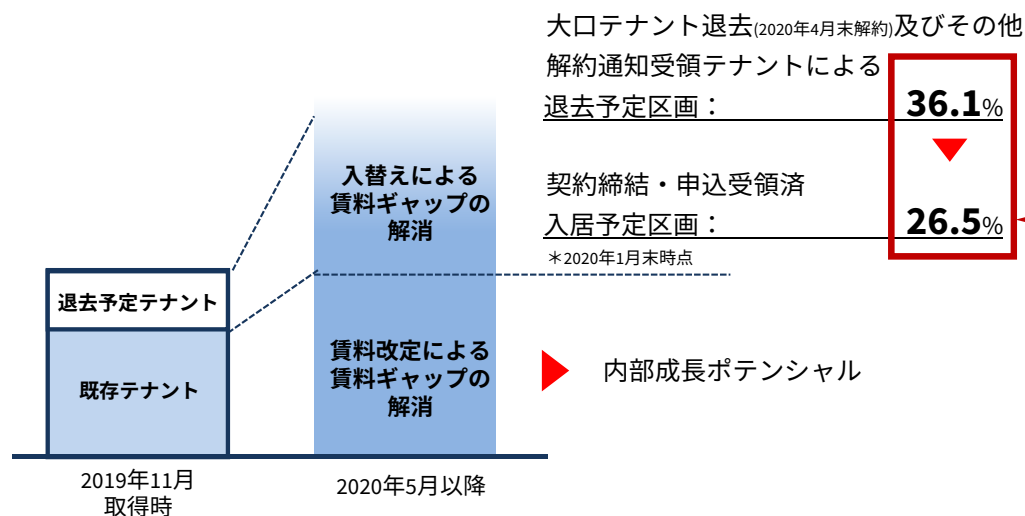 大口テナント退去(2020年4月末解約)及びその他
解約通知受領テナントによる
退去予定区画： 36.1%
契約締結・申込受領済
入居予定区画： 26.5%
＊2020年1月末時点
入替えによる
賃料ギャップの
解消
退去予定テナント
既存テナント
賃料改定による
賃料ギャップの
解消
内部成長ポテンシャル
2019年11月
取得時
2020年5月以降